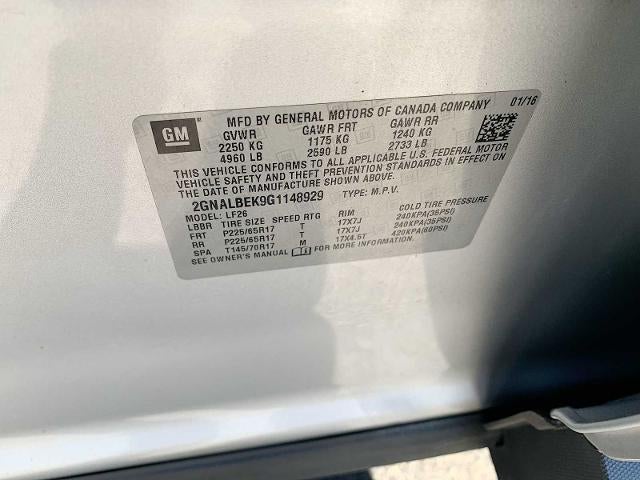 GM
MFD BY GENERAL MOTORS OF CANADA COMPANY 01/16
GVWR GAWR FRT GAWR RR
2250 KG 1175 KG 1240 KG
4960 LB 2590 LB 2733 LB
THIS VEHICLE CONFORMS TO ALL APPLICABLE U.S. FEDERAL MOTOR
VEHICLE SAFETY AND THEFT PREVENTION STANDARDS IN EFFECT ON
THE DATE OF MANUFACTURE SHOWN ABOVE.
2GNALBEK9G1148929 TYPE: M.P.V.
MODEL: LF26
LBBR TIRE SIZE SPEED RTG RIM COLD TIRE PRESSURE
FRT P225/65R17 T 17X7J 240KPA(35PSI)
RR P225/65R17 T 17X7J 240KPA(35PSI)
SPA T145/70R17 M 17X4.5T 420KPA(60PSI)
SEE OWNER'S MANUAL FOR MORE INFORMATION.